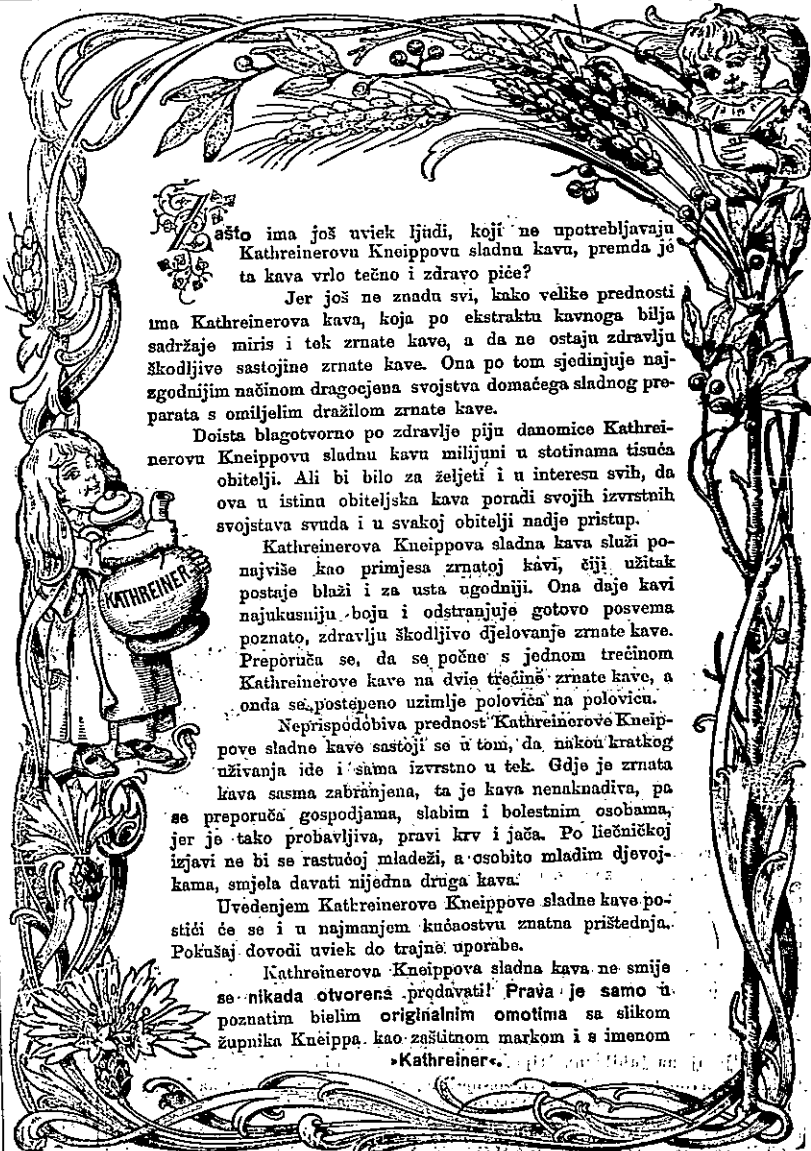 Zašto ima još uviek ljudi, koji ne upotrebljavaju
Kathreinerovu Kneippovu sladnu kavu, premda je
ta kava vrlo tečno i zdravo piće?
Jer još ne znadu svi, kako velike prednosti
ima Kathreinerova kava, koja po ekstraktu kavnoga bilja
sadržaje miris i tek zrnate kave, a da ne ostaju zdravlju
škodljive sastojine zrnate kave. Ona po tom sjedinjuje naj-
zgodnijim načinom dragocjena svojstva domaćega sladnog pre-
parata s omiljelim dražilom zrnate kave.
Doista blagotvorno po zdravlje piju danomice Kathrei-
nerovu Kneippovu sladnu kavu milijuni u stotinama tisuća
obitelji. Ali bi bilo za željeti i u interesu svih, da
ova u istinu obiteljska kava poradi svojih izvrstnih
svojstava svuda i u svakoj obitelji nadje pristup.
Kathreinerova Kneippova sladna kava služi po-
najviše kao primjesa zrnatoj kavi, čiji užitak
postaje blaži i za usta ugodniji. Ona daje kavi
najukusniju boju i odstranjuje gotovo posvema
poznato, zdravlju škodljivo djelovanje zrnate kave.
Preporuča se, da se počne s jednom trećinom
Kathreinerove kave na dvie trećine zrnate kave, a
onda se postepeno uzimlje polovica na polovicu.
Neprispodobiva prednost Kathreinerove Kneip-
pove sladne kave sastoji se u tom, da nakon kratkog
uživanja ide i sama izvrstno u tek. Gdje je zrnata
kava sasma zabranjena, ta je kava nenaknadiva, pa
se preporuča gospodjama, slabim i bolestnim osobama,
jer je tako probavljiva, pravi krv i jača. Po liečničkoj
izjavi ne bi se rastućoj mladeži, a osobito mladim djevoj-
kama, smjela davati nijedna druga kava.
Uvedenjem Kathreinerove Kneippove sladne kave po-
stići će se i u najmanjem kućanstvu znatna prištednja.
Pokušaj dovodi uviek do trajne uporabe.
Kathreinerova Kneippova sladna kava ne smije
se nikada otvorena prodavati! Prava je samo u
poznatim bielim originalnim omotima sa slikom
župnika Kneippa kao zaštitnom markom i s imenom
»Kathreiner«.
KATHREINER